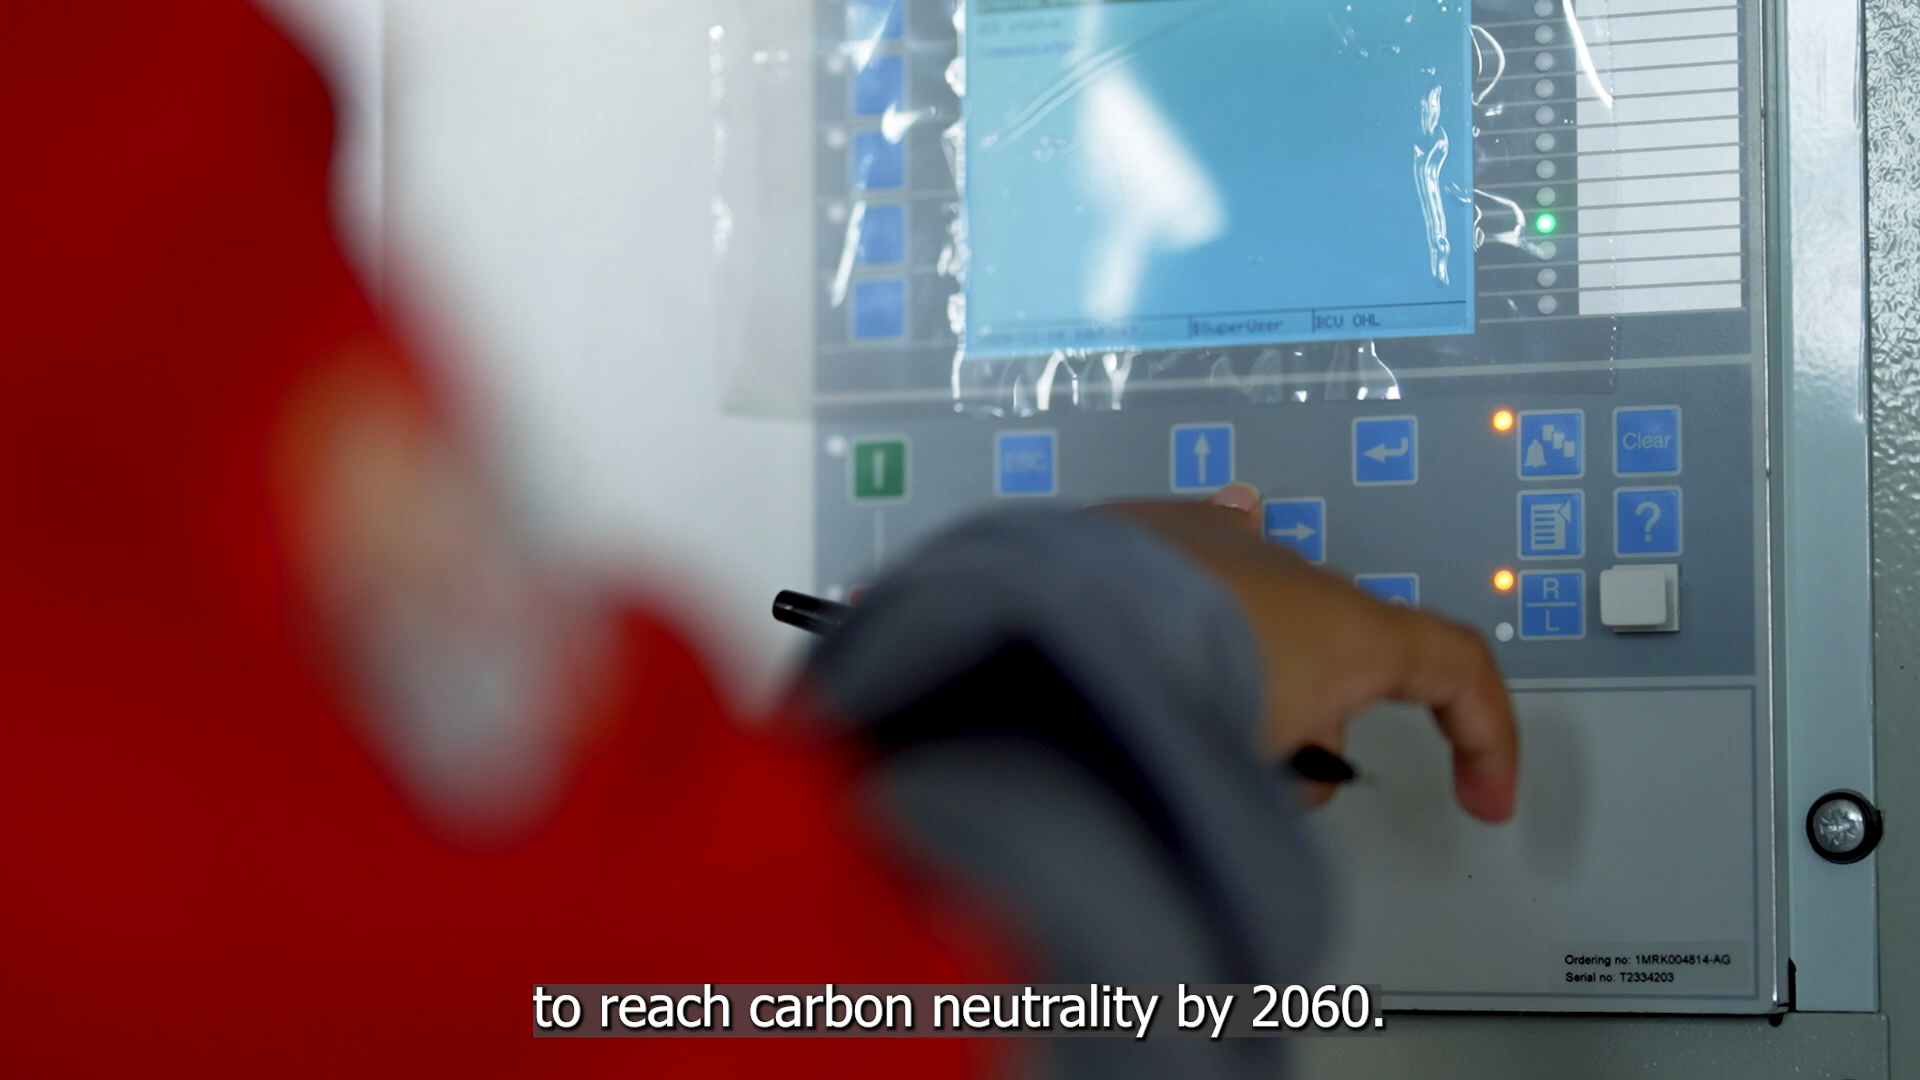 $SuperUser
BCU OHL
ESC
Clear
?
R
L
Ordering no: 1MRK004814-AG
Serial no: T2334203
to reach carbon neutrality by 2060.